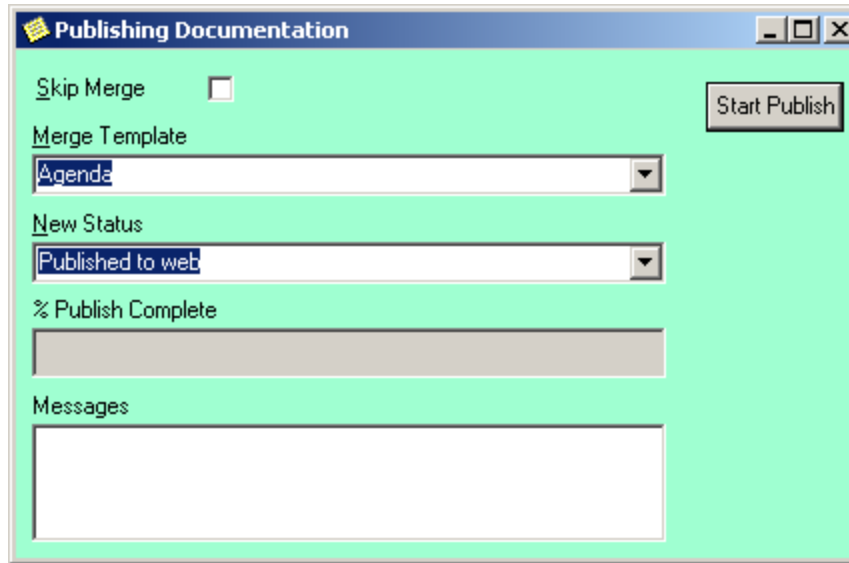 Publishing Documentation
Skip Merge
Start Publish
Merge Template
Agenda
New Status
Published to web
% Publish Complete
Messages